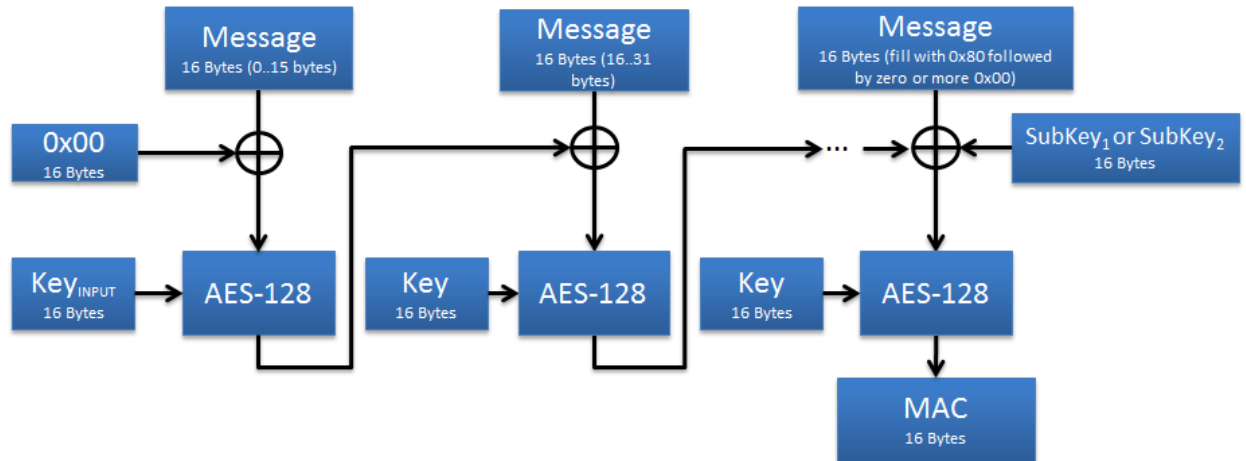 Message
16 Bytes (0..15 bytes)
Message
16 Bytes (16..31
bytes)
Message
16 Bytes (fill with 0x80 followed
by zero or more 0x00)
0x00
16 Bytes
...
SubKey₁ or SubKey₂
16 Bytes
Key INPUT
16 Bytes
AES-128
Key
16 Bytes
AES-128
Key
16 Bytes
AES-128
MAC
16 Bytes